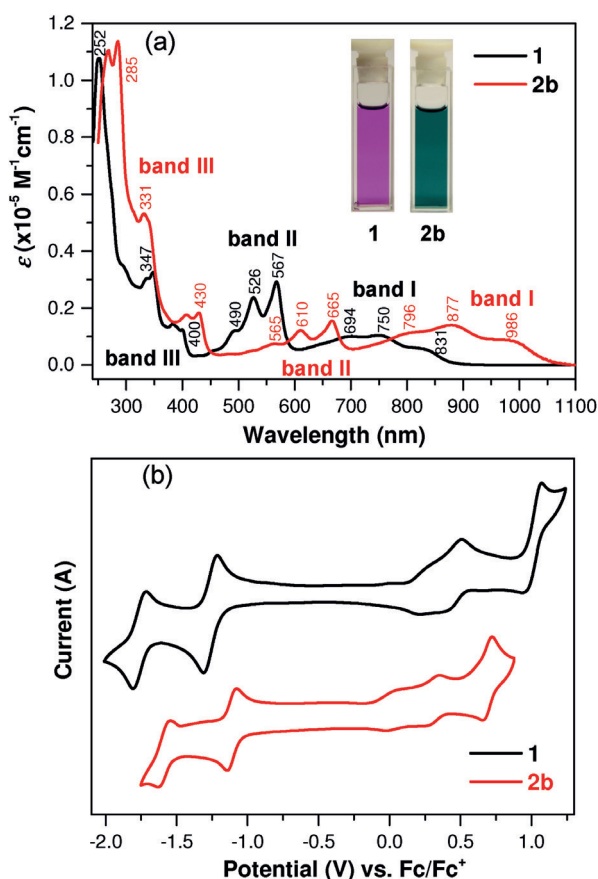 (a)
1
2b
1.2
1.0
0.8
0.6
0.4
0.2
0.0
ε (x10⁻⁵ M⁻¹cm⁻¹)
252
285
band III
331
347
band III
400
430
490
526
567
band II
565
610
665
band II
694
750
831
band I
796
877
986
band I
1
2b
300 400 500 600 700 800 900 1000 1100
Wavelength (nm)
(b)
Current (A)
1
2b
-2.0 -1.5 -1.0 -0.5 0.0 0.5 1.0
Potential (V) vs. Fc/Fc⁺